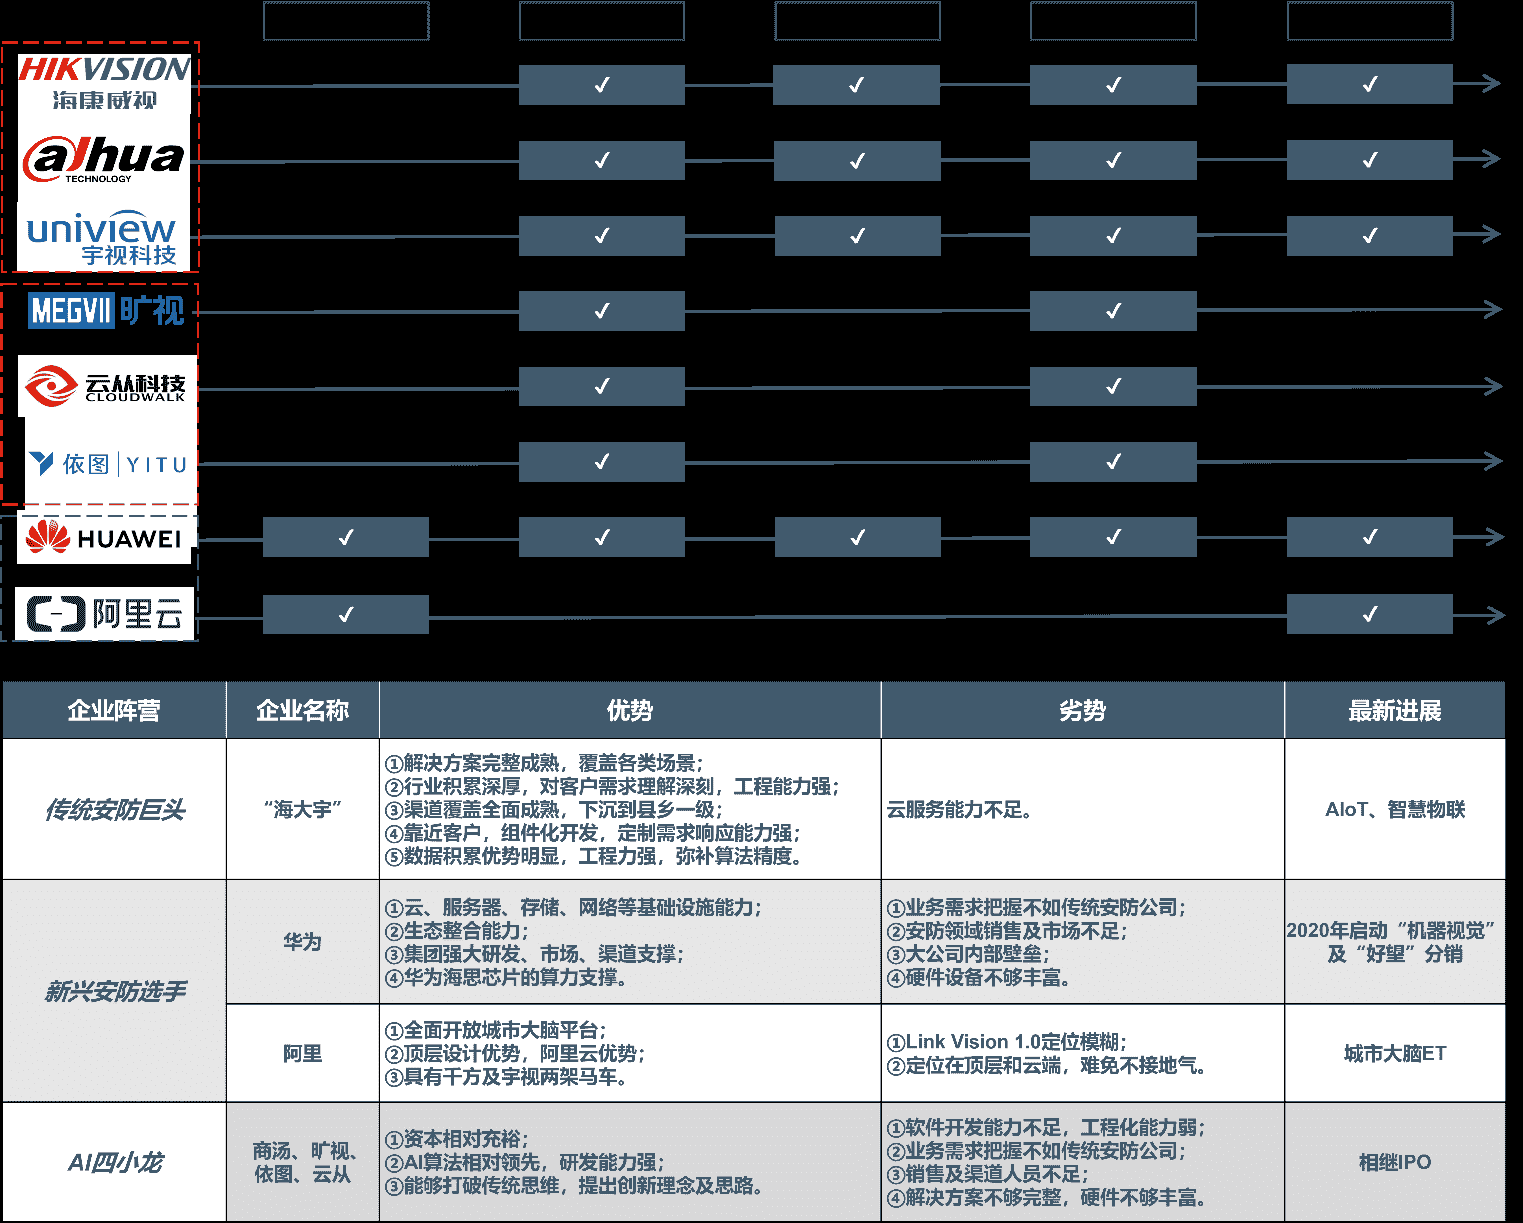 HIKVISION
海康威视
✓ ✓ ✓ ✓
alhua
TECHNOLOGY
✓ ✓ ✓ ✓
uniview
宇视科技
✓ ✓ ✓ ✓
MEGVII 旷视
✓ ✓
云从科技
CLOUDWALK
✓ ✓
依图 | YITU
✓ ✓
HUAWEI
✓ ✓ ✓ ✓ ✓
阿里云
✓ ✓
企业阵营 企业名称 优势 劣势 最新进展
传统安防巨头
“海大宇”
①解决方案完整成熟，覆盖各类场景；
②行业积累深厚，对客户需求理解深刻，工程能力强；
③渠道覆盖全面成熟，下沉到县乡一级；
④靠近客户，组件化开发，定制需求响应能力强；
⑤数据积累优势明显，工程力强，弥补算法精度。
云服务能力不足。
AIoT、智慧物联
新兴安防选手
华为
①云、服务器、存储、网络等基础设施能力；
②生态整合能力；
③集团强大研发、市场、渠道支撑；
④华为海思芯片的算力支撑。
①业务需求把握不如传统安防公司；
②安防领域销售及市场不足；
③大公司内部壁垒；
④硬件设备不够丰富。
2020年启动“机器视觉”
及“好望”分销
阿里
①全面开放城市大脑平台；
②顶层设计优势，阿里云优势；
③具有千方及宇视两架马车。
①Link Vision 1.0定位模糊；
②定位在顶层和云端，难免不接地气。
城市大脑ET
AI四小龙
商汤、旷视、
依图、云从
①资本相对充裕；
②AI算法相对领先，研发能力强；
③能够打破传统思维，提出创新理念及思路。
①软件开发能力不足，工程化能力弱；
②业务需求把握不如传统安防公司；
③销售及渠道人员不足；
④解决方案不够完整，硬件不够丰富。
相继IPO